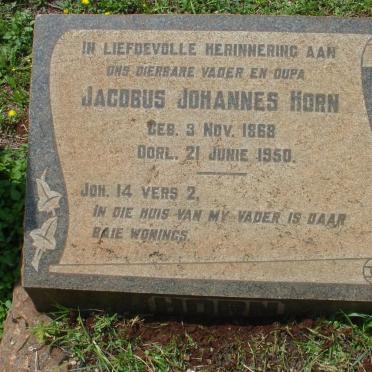 IN LIEFDEVOLLE HERINNERING AAN
ONS DIERBARE VADER EN OUPA
JACOBUS JOHANNES HORN
GEB. 3 NOV. 1868
OORL. 21 JUNIE 1950.
JOH. 14 VERS 2,
IN DIE HUIS VAN MY VADER IS DAAR
BAIE WONINGS.